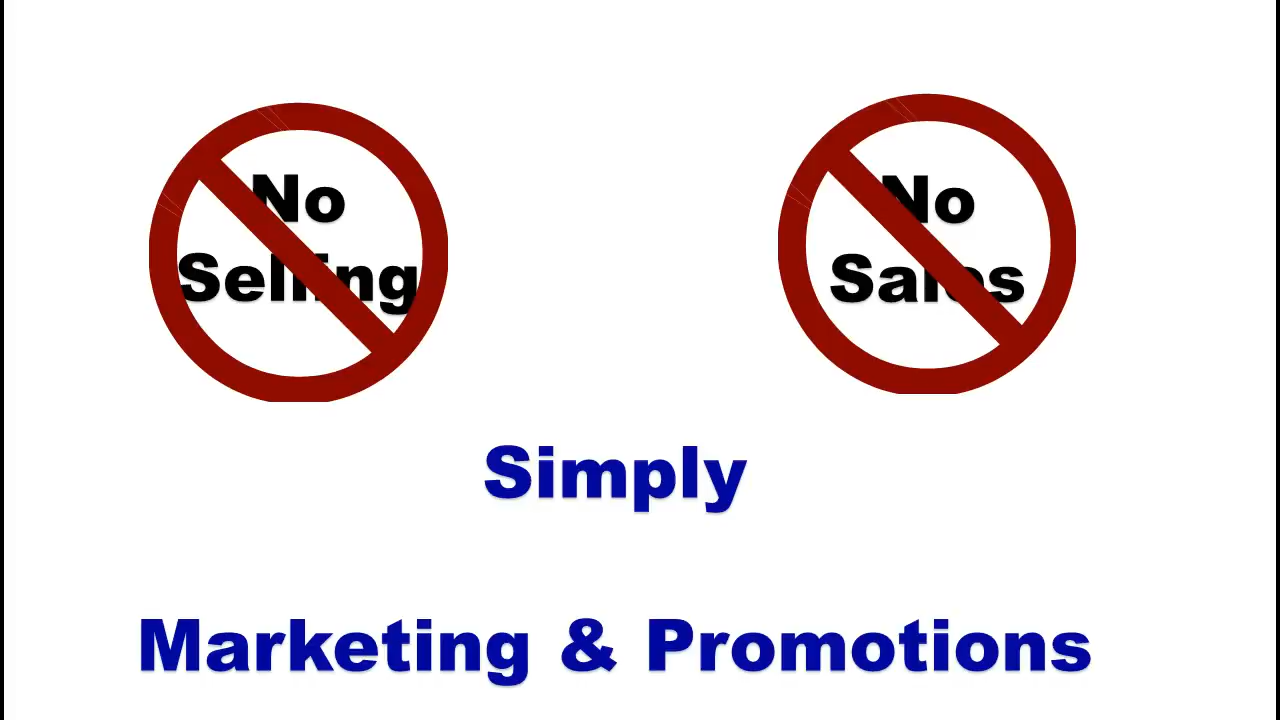 No
Selling
No
Sales
Simply
Marketing & Promotions